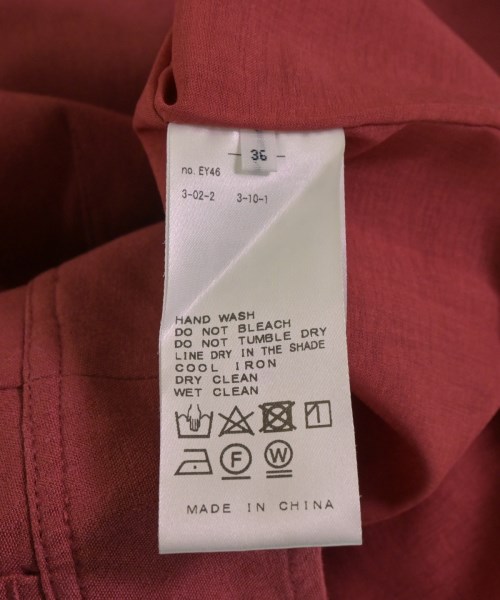 36
no. EY46
3-02-2 3-10-1
HAND WASH
DO NOT BLEACH
DO NOT TUMBLE DRY
LINE DRY IN THE SHADE
COOL IRON
DRY CLEAN
WET CLEAN
F W
MADE IN CHINA